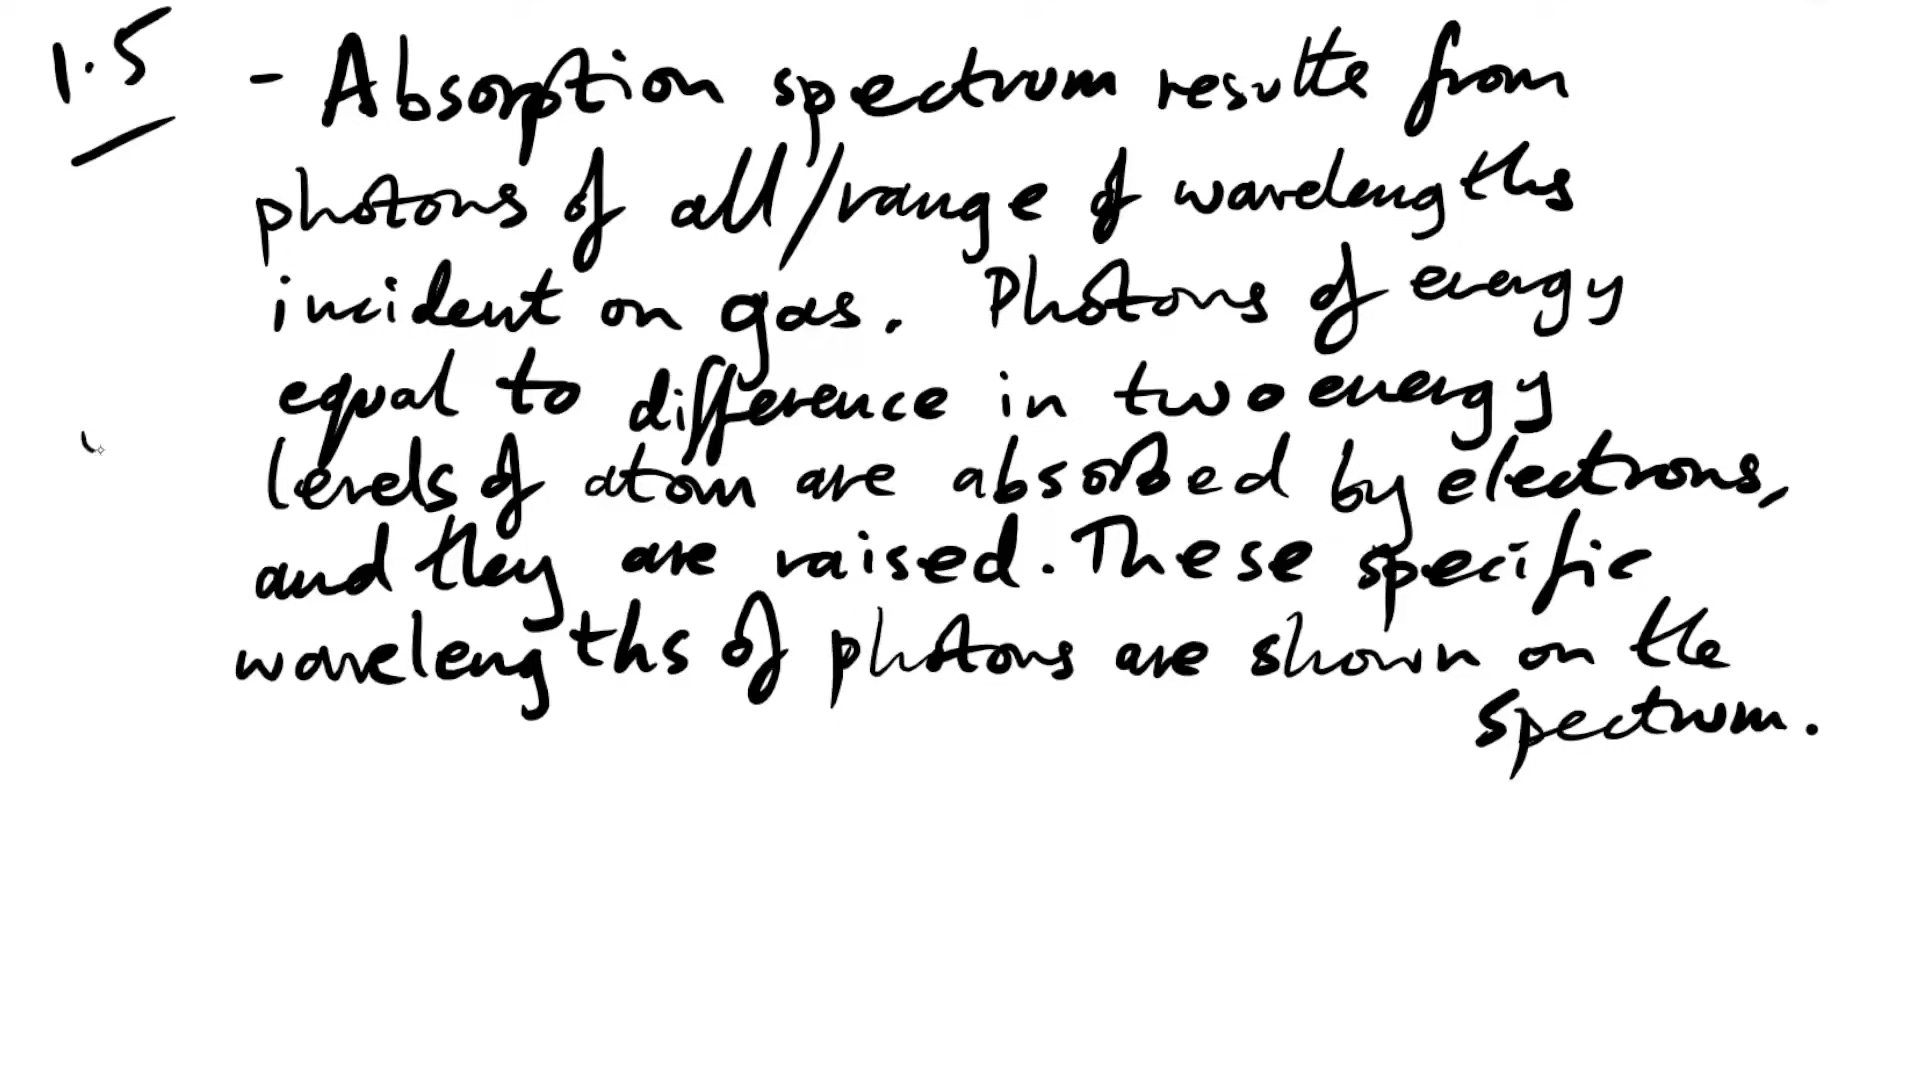 1.5 - Absorption spectrum results from
photons of all/range of wavelengths
incident on gas. Photons of energy
equal to difference in two energy
levels of atom are absorbed by electrons,
and they are raised. These specific
wavelengths of photons are shown on the
spectrum.